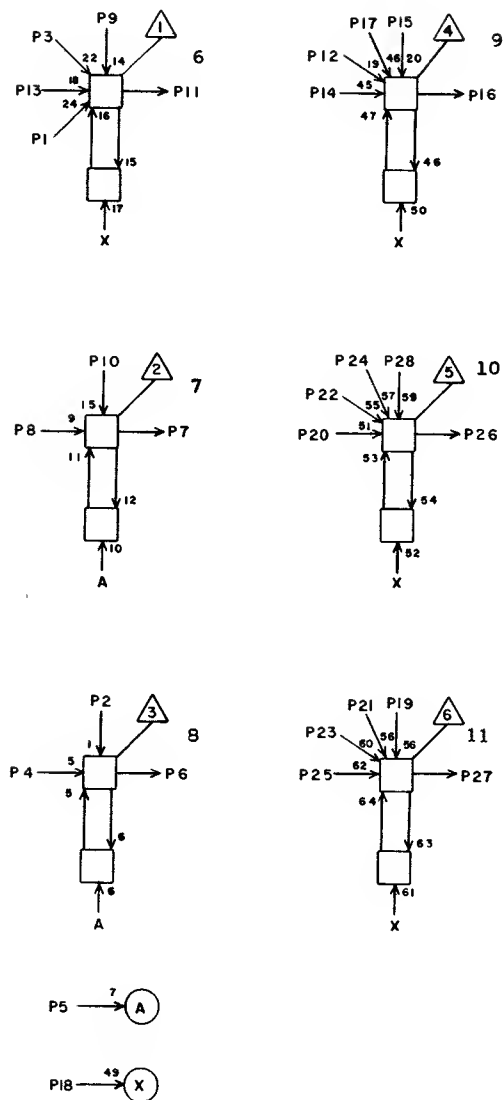 P9 1 6
P3 22 14
P13 18 P11
24 16
P1
15
17
X
P17 P15 4 9
P12 19 46 20
P14 45 P16
47
46
50
X
P10 2 7
15
P8 9 P7
11
12
10
A
P24 P28 5 10
P22 55 57 59
P20 51 P26
53
54
52
X
P2 3 8
1
P4 5 P6
5
6
6
A
P21 P19 6 11
P23 60 56 56
P25 62 P27
64
63
61
X
P5 7 A
P18 49 X